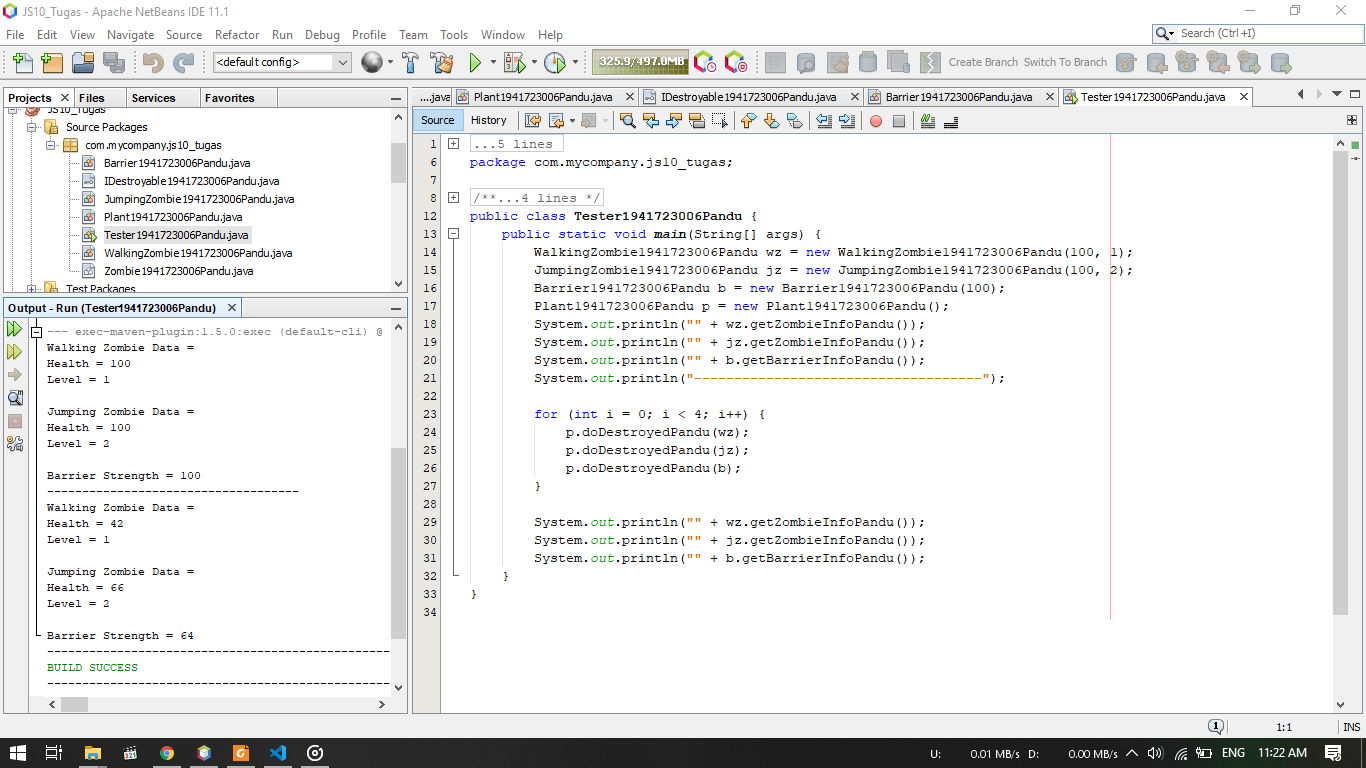 JS10_Tugas - Apache NetBeans IDE 11.1
File Edit View Navigate Source Refactor Run Debug Profile Team Tools Window Help
Search (Ctrl +I)
<default config>
325.9/497.0MB
Create Branch Switch To Branch
Projects Files Services Favorites
JS10_Tugas
Source Packages
com.mycompany.js10_tugas
Barrier1941723006Pandu.java
IDestroyable1941723006Pandu.java
JumpingZombie1941723006Pandu.java
Plant1941723006Pandu.java
Tester1941723006Pandu.java
WalkingZombie1941723006Pandu.java
Zombie1941723006Pandu.java
Test Packages
Output - Run (Tester1941723006Pandu)
--- exec-maven-plugin:1.5.0:exec (default-cli) @
Walking Zombie Data =
Health = 100
Level = 1
Jumping Zombie Data =
Health = 100
Level = 2
Barrier Strength = 100
------------------------------------
Walking Zombie Data =
Health = 42
Level = 1
Jumping Zombie Data =
Health = 66
Level = 2
Barrier Strength = 64
-------------------------------------------------
BUILD SUCCESS
-------------------------------------------------
....java Plant1941723006Pandu.java IDestroyable1941723006Pandu.java Barrier1941723006Pandu.java Tester1941723006Pandu.java
Source History
1 ...5 lines
6 package com.mycompany.js10_tugas;
7
8 /**...4 lines */
12 public class Tester1941723006Pandu {
13 public static void main(String[] args) {
14 WalkingZombie1941723006Pandu wz = new WalkingZombie1941723006Pandu(100, 1);
15 JumpingZombie1941723006Pandu jz = new JumpingZombie1941723006Pandu(100, 2);
16 Barrier1941723006Pandu b = new Barrier1941723006Pandu(100);
17 Plant1941723006Pandu p = new Plant1941723006Pandu();
18 System.out.println("" + wz.getZombieInfoPandu());
19 System.out.println("" + jz.getZombieInfoPandu());
20 System.out.println("" + b.getBarrierInfoPandu());
21 System.out.println("------------------------------------");
22
23 for (int i = 0; i < 4; i++) {
24 p.doDestroyedPandu(wz);
25 p.doDestroyedPandu(jz);
26 p.doDestroyedPandu(b);
27 }
28
29 System.out.println("" + wz.getZombieInfoPandu());
30 System.out.println("" + jz.getZombieInfoPandu());
31 System.out.println("" + b.getBarrierInfoPandu());
32 }
33 }
34
1 1:1 INS
U: 0.01 MB/s D: 0.00 MB/s ENG 11:22 AM